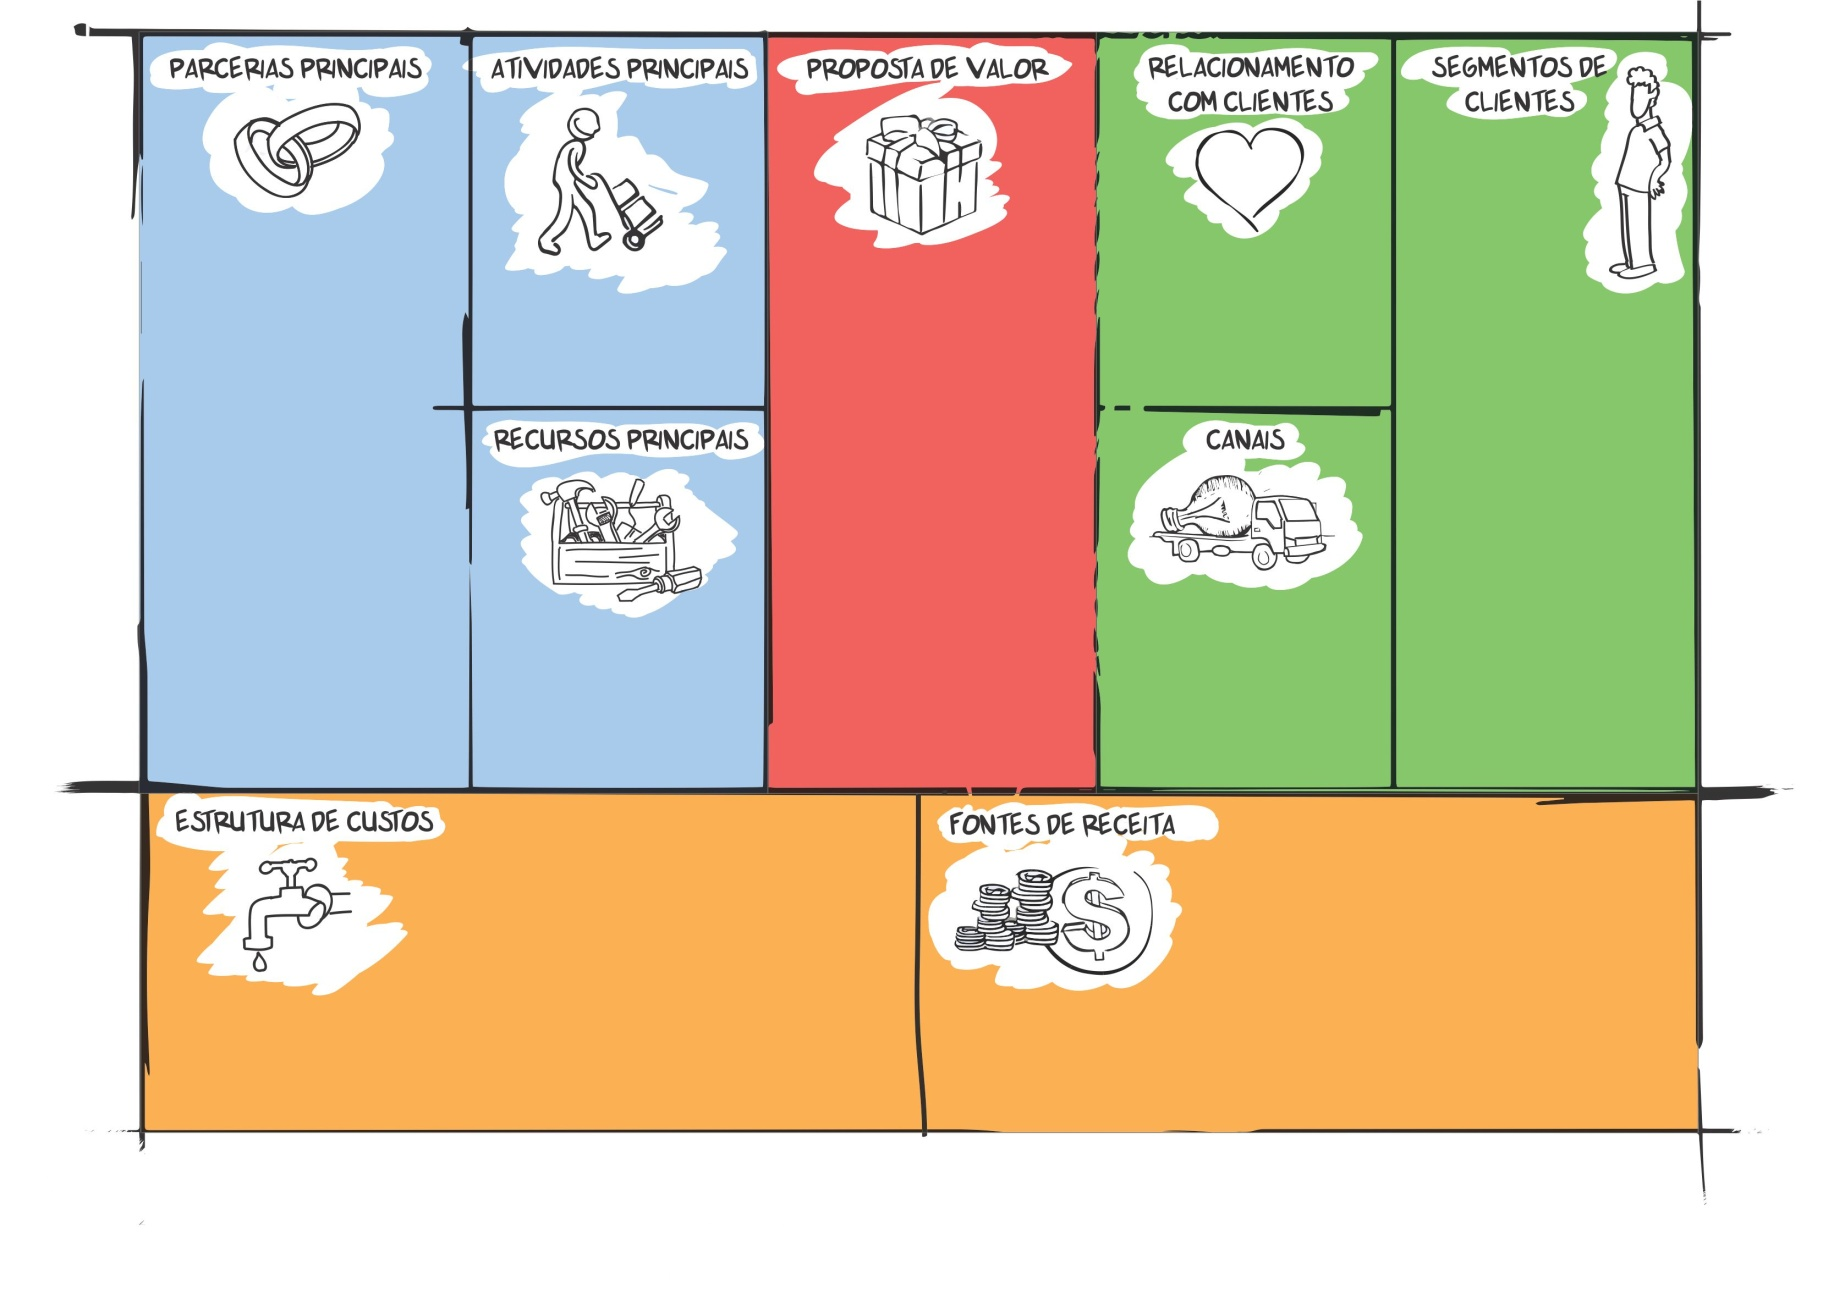 PARCERIAS PRINCIPAIS
ATIVIDADES PRINCIPAIS
PROPOSTA DE VALOR
RELACIONAMENTO
COM CLIENTES
SEGMENTOS DE
CLIENTES
RECURSOS PRINCIPAIS
CANAIS
ESTRUTURA DE CUSTOS
FONTES DE RECEITA
$